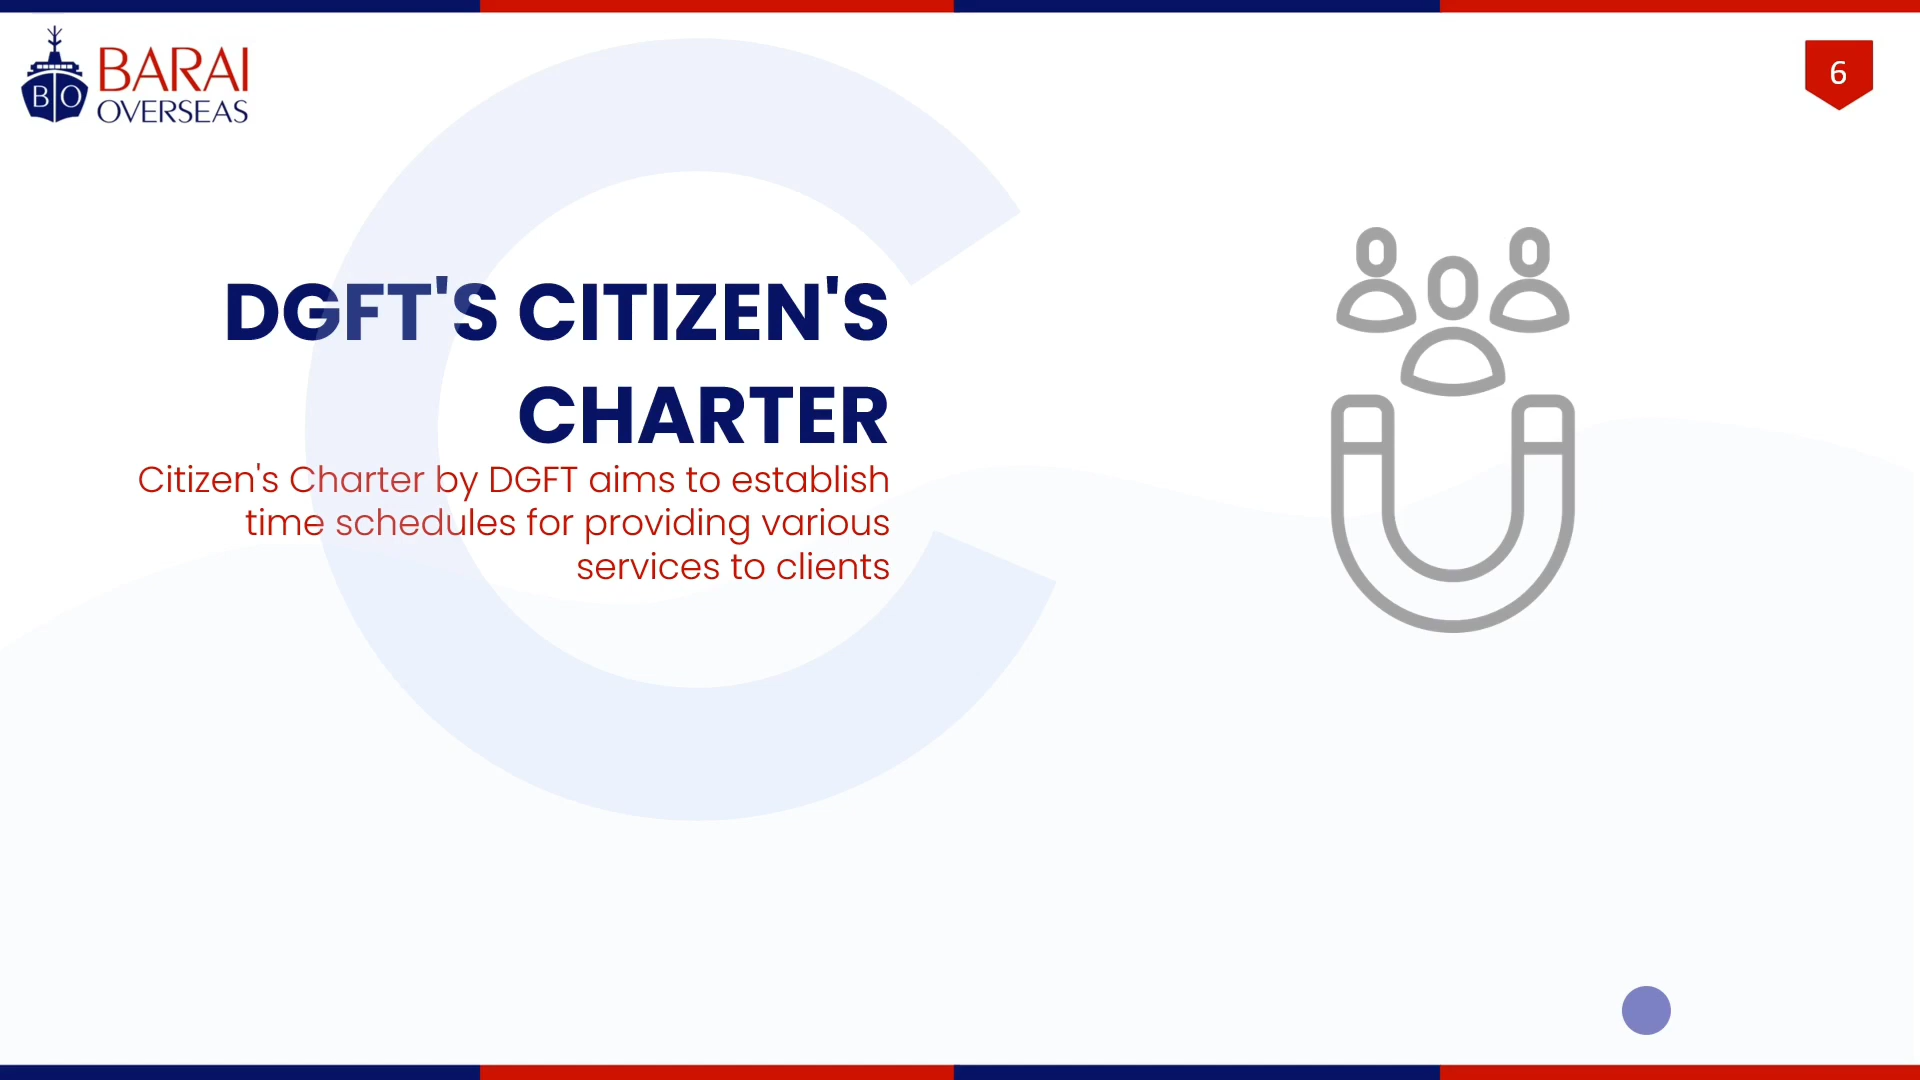 BO
BARAI
OVERSEAS
6
DGFT'S CITIZEN'S
CHARTER
Citizen's Charter by DGFT aims to establish
time schedules for providing various
services to clients